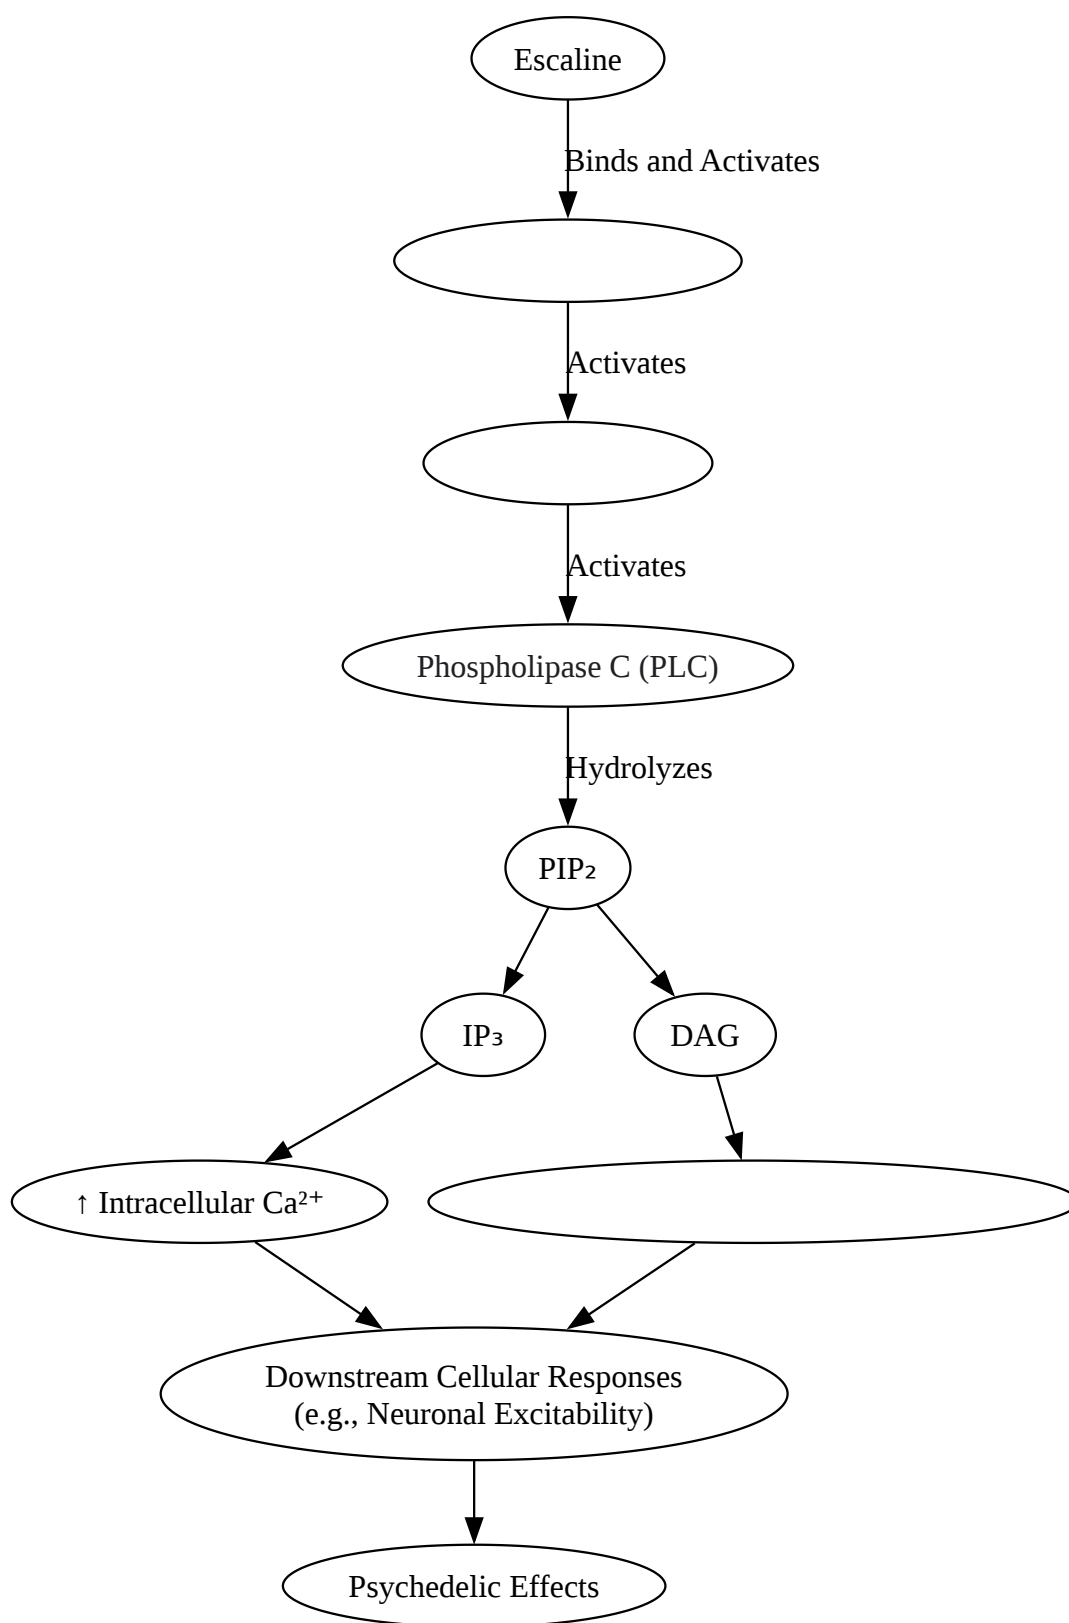 Escaline
Binds and Activates
Activates
Activates
Phospholipase C (PLC)
Hydrolyzes
PIP₂
IP₃
DAG
↑ Intracellular Ca²⁺
Downstream Cellular Responses
(e.g., Neuronal Excitability)
Psychedelic Effects